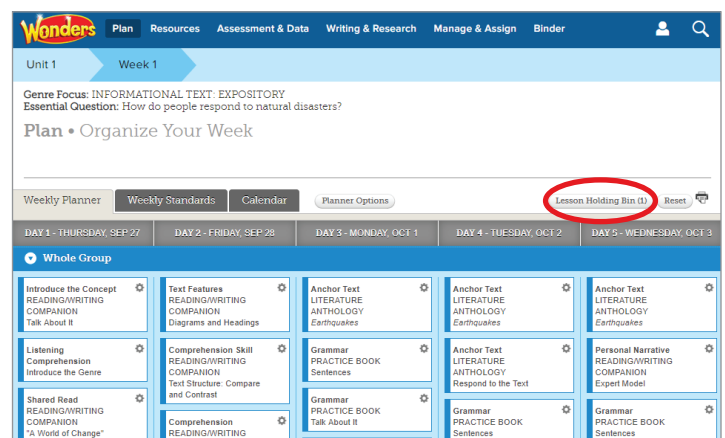 Wonders
Plan Resources Assessment & Data Writing & Research Manage & Assign Binder
Unit 1 Week 1
Genre Focus: INFORMATIONAL TEXT: EXPOSITORY
Essential Question: How do people respond to natural disasters?
Plan • Organize Your Week
Weekly Planner Weekly Standards Calendar Planner Options Lesson Holding Bin (1) Reset
DAY 1 - THURSDAY, SEP 27 DAY 2 - FRIDAY, SEP 28 DAY 3 - MONDAY, OCT 1 DAY 4 - TUESDAY, OCT 2 DAY 5 - WEDNESDAY, OCT 3
Whole Group
Introduce the Concept
READING/WRITING
COMPANION
Talk About It
Listening
Comprehension
Introduce the Genre
Shared Read
READING/WRITING
COMPANION
"A World of Change"
Text Features
READING/WRITING
COMPANION
Diagrams and Headings
Comprehension Skill
READING/WRITING
COMPANION
Text Structure: Compare
and Contrast
Comprehension
READING/WRITING
Anchor Text
LITERATURE
ANTHOLOGY
Earthquakes
Grammar
PRACTICE BOOK
Sentences
Grammar
PRACTICE BOOK
Talk About It
Anchor Text
LITERATURE
ANTHOLOGY
Earthquakes
Anchor Text
LITERATURE
ANTHOLOGY
Respond to the Text
Grammar
PRACTICE BOOK
Sentences
Anchor Text
LITERATURE
ANTHOLOGY
Earthquakes
Personal Narrative
READING/WRITING
COMPANION
Expert Model
Grammar
PRACTICE BOOK
Sentences